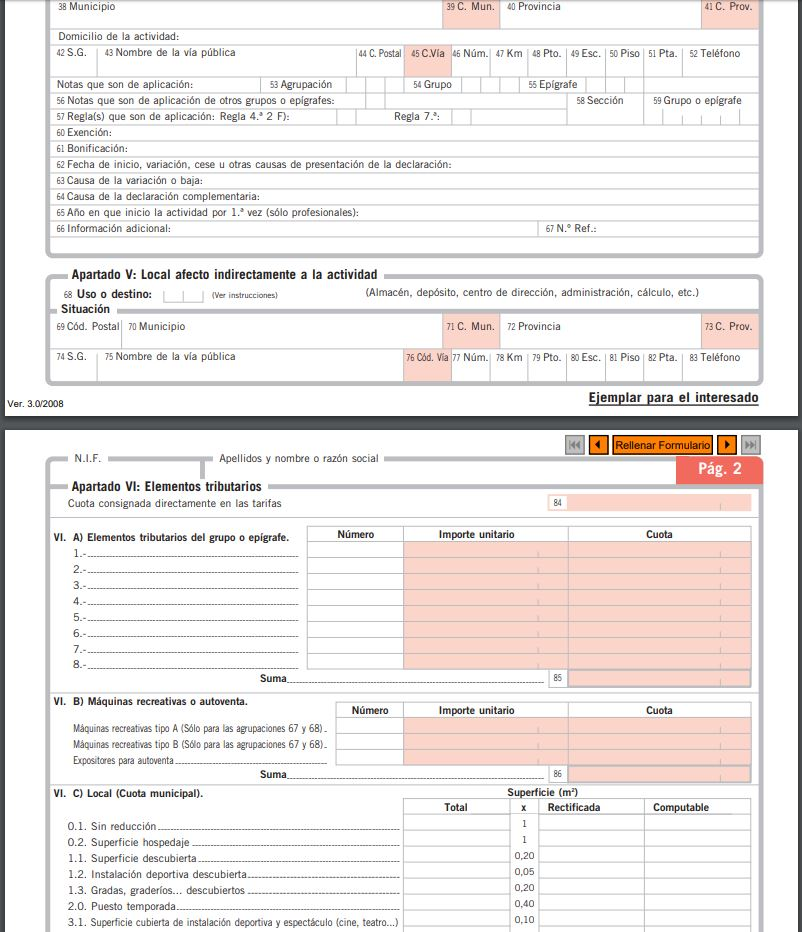 38 Municipio 39 C. Mun. 40 Provincia 41 C. Prov.
Domicilio de la actividad:
42 S.G. 43 Nombre de la vía pública 44 C. Postal 45 C.Vía 46 Núm. 47 Km 48 Pto. 49 Esc. 50 Piso 51 Pta. 52 Teléfono
Notas que son de aplicación: 53 Agrupación 54 Grupo 55 Epígrafe
56 Notas que son de aplicación de otros grupos o epígrafes: 58 Sección 59 Grupo o epígrafe
57 Regla(s) que son de aplicación: Regla 4.ª 2 F): Regla 7.ª:
60 Exención:
61 Bonificación:
62 Fecha de inicio, variación, cese u otras causas de presentación de la declaración:
63 Causa de la variación o baja:
64 Causa de la declaración complementaria:
65 Año en que inicio la actividad por 1.ª vez (sólo profesionales):
66 Información adicional: 67 N.º Ref.:
Apartado V: Local afecto indirectamente a la actividad
68 Uso o destino: (Ver instrucciones) (Almacén, depósito, centro de dirección, administración, cálculo, etc.)
Situación
69 Cód. Postal 70 Municipio 71 C. Mun. 72 Provincia 73 C. Prov.
74 S.G. 75 Nombre de la vía pública 76 Cód. Vía 77 Núm. 78 Km 79 Pto. 80 Esc. 81 Piso 82 Pta. 83 Teléfono
Ejemplar para el interesado
Ver. 3.0/2008
Rellenar Formulario
N.I.F. Apellidos y nombre o razón social
Pág. 2
Apartado VI: Elementos tributarios
Cuota consignada directamente en las tarifas 84
VI. A) Elementos tributarios del grupo o epígrafe. Número Importe unitario Cuota
1.-
2.-
3.-
4.-
5.-
6.-
7.-
8.-
Suma 85
VI. B) Máquinas recreativas o autoventa. Número Importe unitario Cuota
Máquinas recreativas tipo A (Sólo para las agrupaciones 67 y 68)
Máquinas recreativas tipo B (Sólo para las agrupaciones 67 y 68)
Expositores para autoventa
Suma 86
VI. C) Local (Cuota municipal). Superficie (m²)
Total x Rectificada Computable
0.1. Sin reducción 1
0.2. Superficie hospedaje 1
1.1. Superficie descubierta 0,20
1.2. Instalación deportiva descubierta 0,05
1.3. Gradas, graderíos... descubiertos 0,20
2.0. Puesto temporada 0,40
3.1. Superficie cubierta de instalación deportiva y espectáculo (cine, teatro...) 0,10